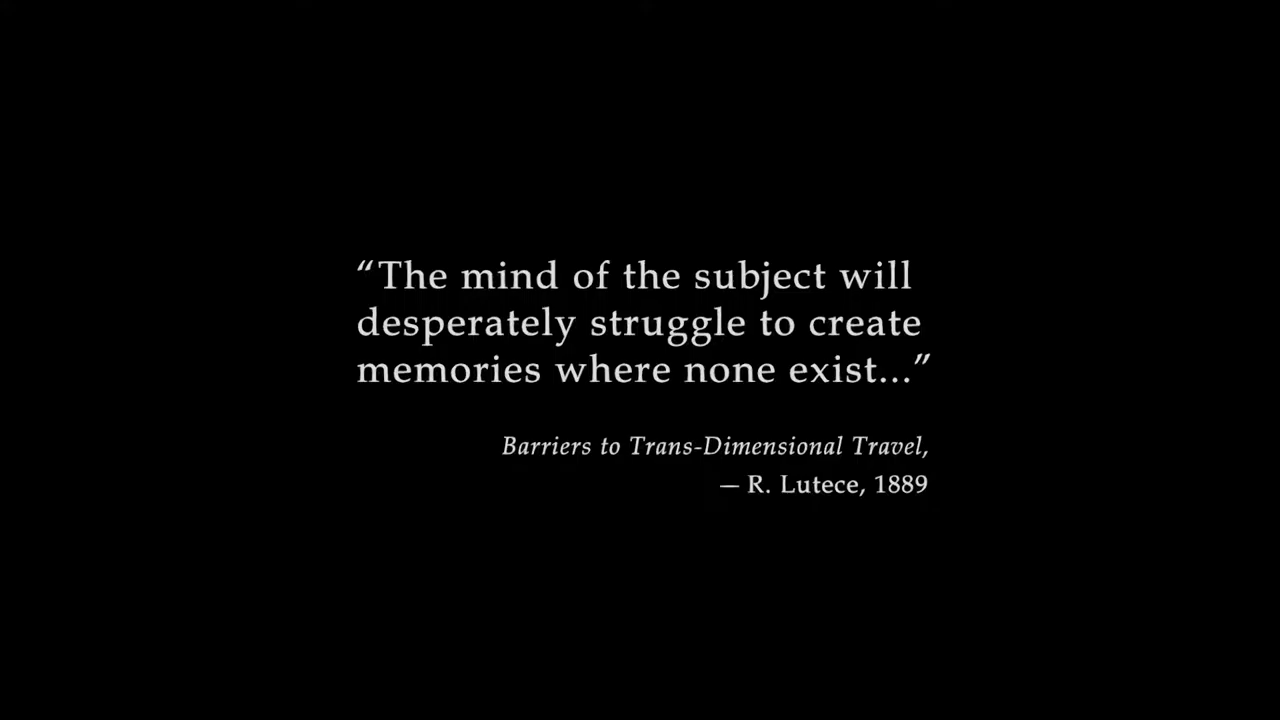 “The mind of the subject will
desperately struggle to create
memories where none exist...”
Barriers to Trans-Dimensional Travel,
— R. Lutece, 1889